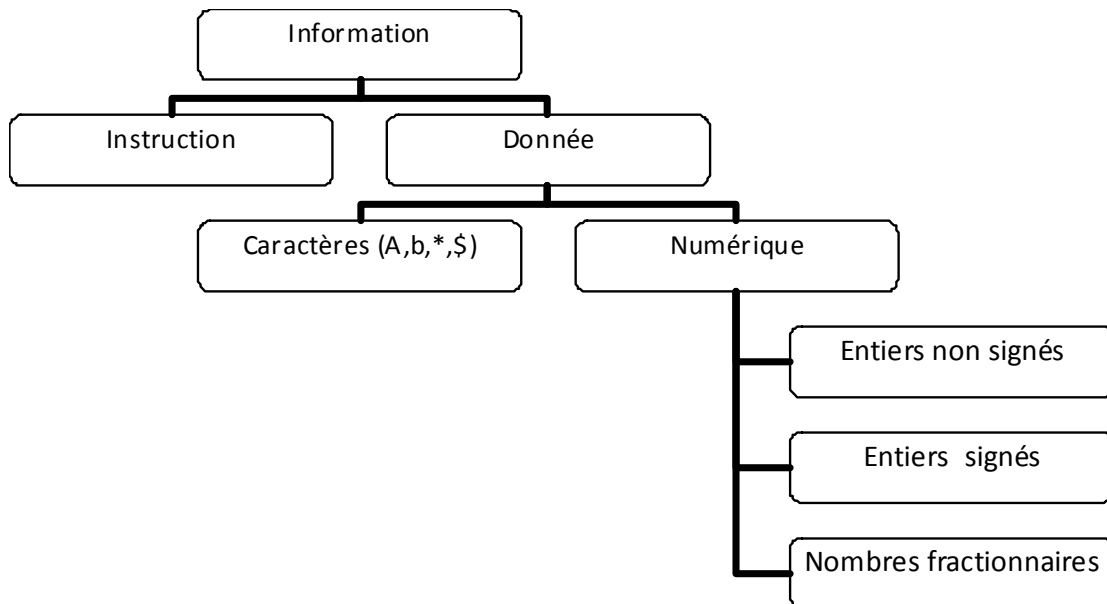 Information
Instruction
Donnée
Caractères (A,b,*,$)
Numérique
Entiers non signés
Entiers signés
Nombres fractionnaires